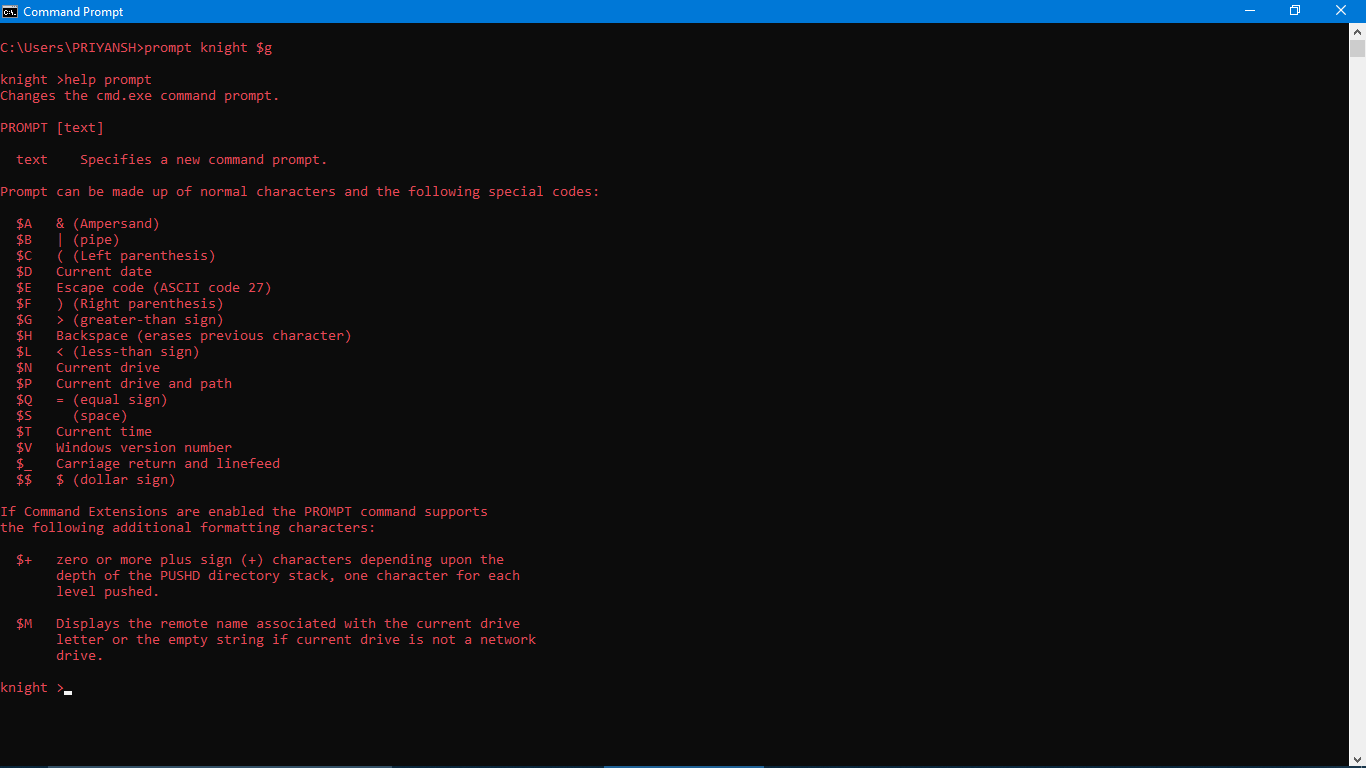 Command Prompt
C:\Users\PRIYANSH>prompt knight $g
knight >help prompt
Changes the cmd.exe command prompt.
PROMPT [text]
  text    Specifies a new command prompt.
Prompt can be made up of normal characters and the following special codes:
  $A   & (Ampersand)
  $B   | (pipe)
  $C   ( (Left parenthesis)
  $D   Current date
  $E   Escape code (ASCII code 27)
  $F   ) (Right parenthesis)
  $G   > (greater-than sign)
  $H   Backspace (erases previous character)
  $L   < (less-than sign)
  $N   Current drive
  $P   Current drive and path
  $Q   = (equal sign)
  $S     (space)
  $T   Current time
  $V   Windows version number
  $_   Carriage return and linefeed
  $$   $ (dollar sign)
If Command Extensions are enabled the PROMPT command supports
the following additional formatting characters:
  $+   zero or more plus sign (+) characters depending upon the
       depth of the PUSHD directory stack, one character for each
       level pushed.
  $M   Displays the remote name associated with the current drive
       letter or the empty string if current drive is not a network
       drive.
knight >